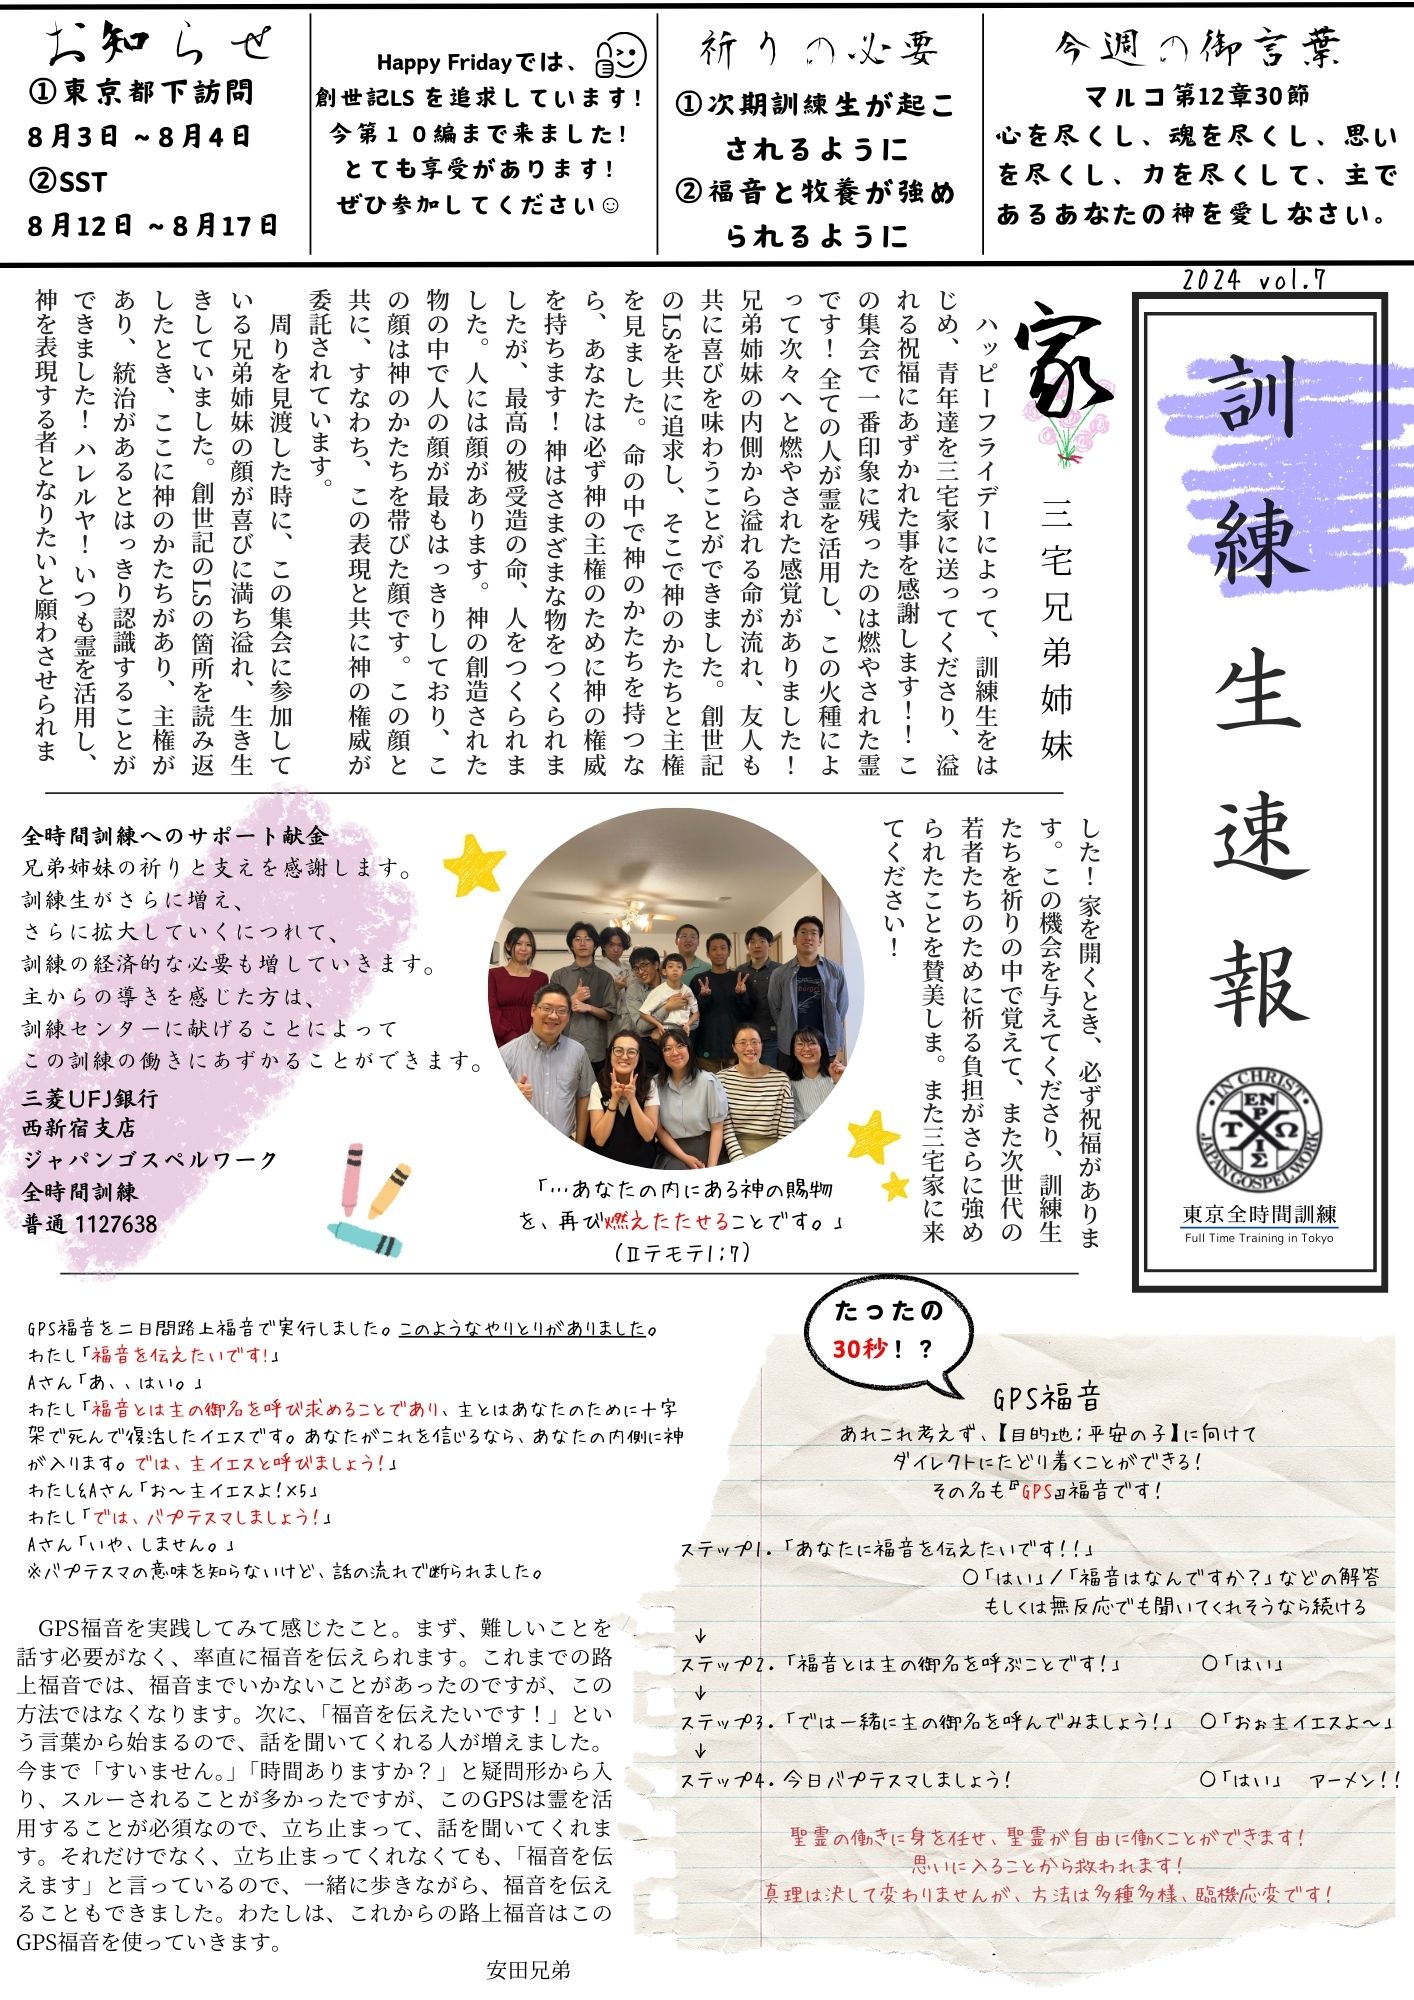 お知らせ
①東京都下訪問
8月3日 ~8月4日
②SST
8月12日 ~8月17日
Happy Fridayでは、
創世記LS を追求しています！
今第１０編まで来ました！
とても享受があります！
ぜひ参加してください☺
祈りの必要
①次期訓練生が起こ
されるように
②福音と牧養が強め
られるように
今週の御言葉
マルコ第12章30節
心を尽くし、魂を尽くし、思い
を尽くし、力を尽くして、主で
あるあなたの神を愛しなさい。
2024 vol.7
訓練生速報
IN CHRIST
JAPAN GOSPEL WORK
東京全時間訓練
Full Time Training in Tokyo
家
三宅兄弟姉妹
ハッピーフライデーによって、訓練生をは
じめ、青年達を三宅家に送ってくださり、溢
れる祝福にあずかれた事を感謝します！！こ
の集会で一番印象に残ったのは燃やされた霊
です！全ての人が霊を活用し、この火種によ
って次々へと燃やされた感覚がありました！
兄弟姉妹の内側から溢れる命が流れ、友人も
共に喜びを味わうことができました。創世記
のLSを共に追求し、そこで神のかたちと主権
を見ました。命の中で神のかたちを持つな
ら、あなたは必ず神の主権のために神の権威
を持ちます！神はさまざまな物をつくられま
したが、最高の被受造の命、人をつくられま
した。人には顔があります。神の創造された
物の中で人の顔が最もはっきりしており、こ
の顔は神のかたちを帯びた顔です。この顔と
共に、すなわち、この表現と共に神の権威が
委託されています。
周りを見渡した時に、この集会に参加して
いる兄弟姉妹の顔が喜びに満ち溢れ、生き生
きしていました。創世記のLSの箇所を読み返
したとき、ここに神のかたちがあり、主権が
あり、統治があるとはっきり認識することが
できました！ハレルヤ！いつも霊を活用し、
神を表現する者となりたいと願わさせられま
した！家を開くとき、必ず祝福がありま
す。この機会を与えてくださり、訓練生
たちを祈りの中で覚えて、また次世代の
若者たちのために祈る負担がさらに強め
られたことを賛美しま。また三宅家に来
てください！
全時間訓練へのサポート献金
兄弟姉妹の祈りと支えを感謝します。
訓練生がさらに増え、
さらに拡大していくにつれて、
訓練の経済的な必要も増していきます。
主からの導きを感じた方は、
訓練センターに献げることによって
この訓練の働きにあずかることができます。
三菱UFJ銀行
西新宿支店
ジャパンゴスペルワーク
全時間訓練
普通 1127638
「…あなたの内にある神の賜物
を、再び燃えたたせることです。」
(Ⅱテモテ1:7)
GPS福音を二日間路上福音で実行しました。このようなやりとりがありました。
わたし「福音を伝えたいです！」
Aさん「あ、、はい。」
わたし「福音とは主の御名を呼び求めることであり、主とはあなたのために十字
架で死んで復活したイエスです。あなたがこれを信じるなら、あなたの内側に神
が入ります。では、主イエスと呼びましょう！」
わたし&Aさん「お〜主イエスよ！×5」
わたし「では、バプテスマしましょう！」
Aさん「いや、しません。」
※バプテスマの意味を知らないけど、話の流れで断られました。
GPS福音を実践してみて感じたこと。まず、難しいことを
話す必要がなく、率直に福音を伝えられます。これまでの路
上福音では、福音までいかないことがあったのですが、この
方法ではなくなります。次に、「福音を伝えたいです！」とい
う言葉から始まるので、話を聞いてくれる人が増えました。
今まで「すいません。」「時間ありますか？」と疑問形から入
り、スルーされることが多かったですが、このGPSは霊を活
用することが必須なので、立ち止まって、話を聞いてくれま
す。それだけでなく、立ち止まってくれなくても、「福音を伝
えます」と言っているので、一緒に歩きながら、福音を伝え
ることもできました。わたしは、これからの路上福音はこの
GPS福音を使っていきます。
安田兄弟
たったの
30秒！？
GPS福音
あれこれ考えず、【目的地；平安の子】に向けて
ダイレクトにたどり着くことができる！
その名も『GPS』福音です！
ステップ1.「あなたに福音を伝えたいです！！」
○「はい」/「福音はなんですか？」などの解答
もしくは無反応でも聞いてくれそうなら続ける
↓
ステップ2.「福音とは主の御名を呼ぶことです！」 ○「はい」
↓
ステップ3.「では一緒に主の御名を呼んでみましょう！」 ○「おぉ主イエスよ〜」
↓
ステップ4. 今日バプテスマしましょう！ ○「はい」 アーメン！！
聖霊の働きに身を任せ、聖霊が自由に働くことができます！
思いに入ることから救われます！
真理は決して変わりませんが、方法は多種多様、臨機応変です！